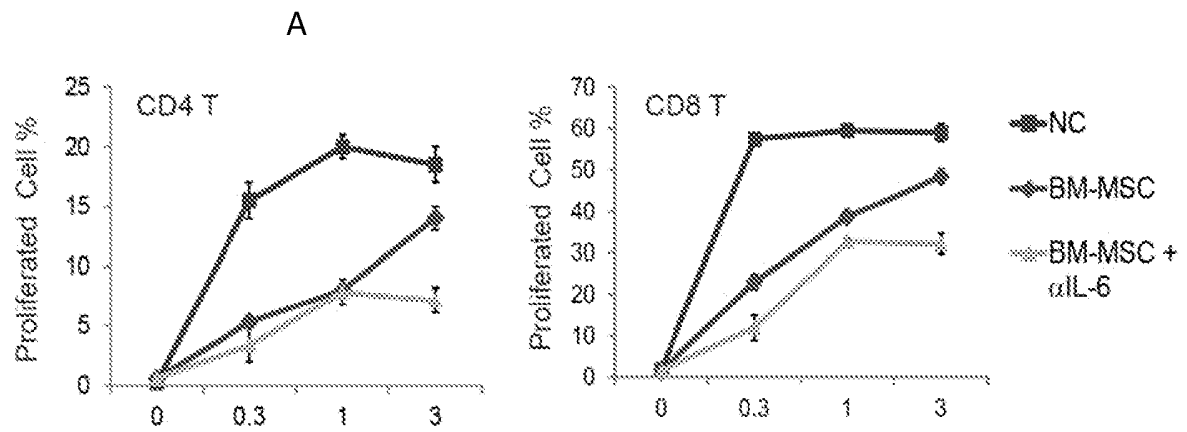 A
CD4 T
Proliferated Cell %
25
20
15
10
5
0
0 0.3 1 3
CD8 T
Proliferated Cell %
70
60
50
40
30
20
10
0
0 0.3 1 3
NC
BM-MSC
BM-MSC +
αIL-6